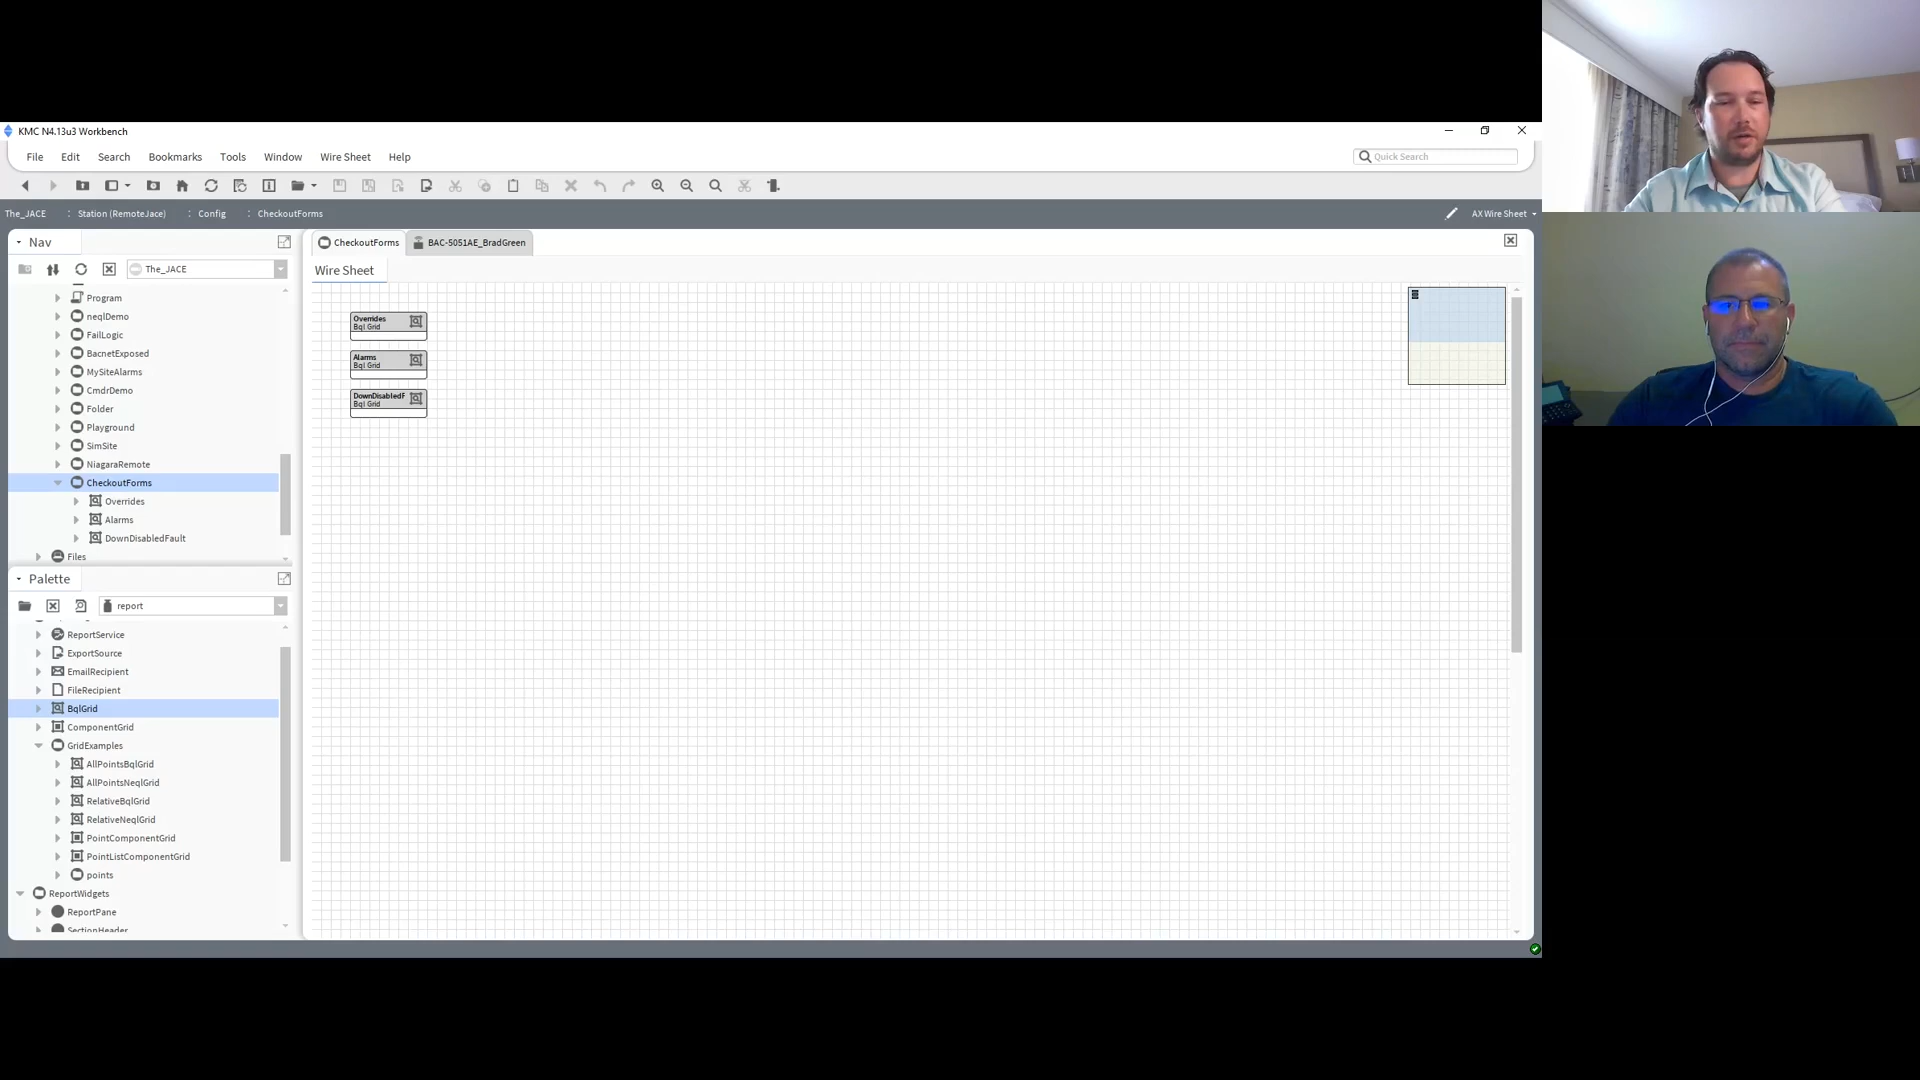 KMC N4.13u3 Workbench
File Edit Search Bookmarks Tools Window Wire Sheet Help
Quick Search
The_JACE : Station (RemoteJace) : Config : CheckoutForms
AX Wire Sheet
Nav
The_JACE
Program
neqlDemo
FailLogic
BacnetExposed
MySiteAlarms
CmdrDemo
Folder
Playground
SimSite
NiagaraRemote
CheckoutForms
Overrides
Alarms
DownDisabledFault
Files
Palette
report
ReportService
ExportSource
EmailRecipient
FileRecipient
BqlGrid
ComponentGrid
GridExamples
AllPointsBqlGrid
AllPointsNeqlGrid
RelativeBqlGrid
RelativeNeqlGrid
PointComponentGrid
PointListComponentGrid
points
ReportWidgets
ReportPane
SectionHeader
CheckoutForms
BAC-5051AE_BradGreen
Wire Sheet
Overrides
Bql Grid
Alarms
Bql Grid
DownDisabledF
Bql Grid